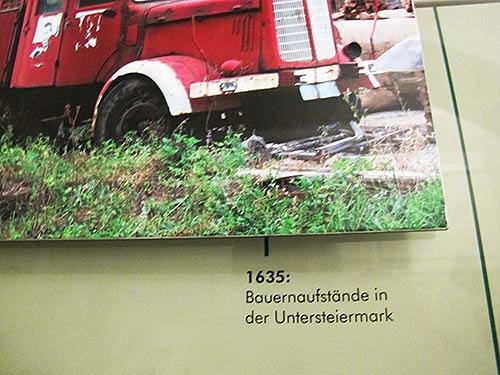 1635:
Bauernaufstände in
der Untersteiermark